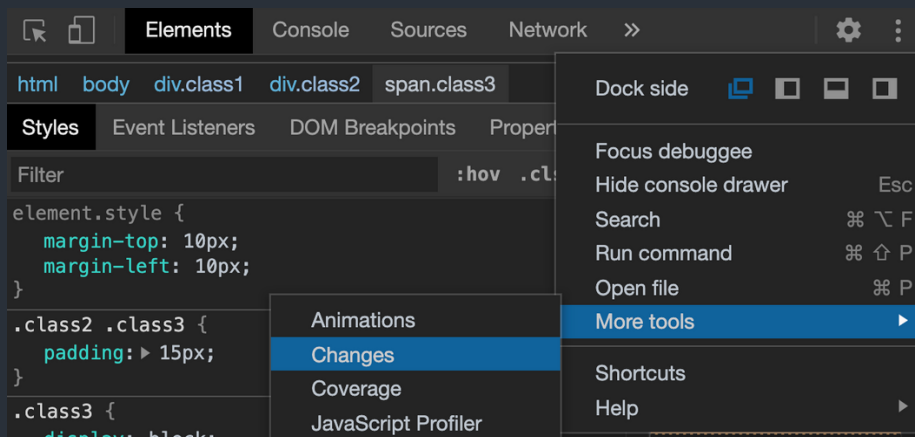 Elements Console Sources Network »
html body div.class1 div.class2 span.class3
Dock side
Styles Event Listeners DOM Breakpoints
Filter :hov
Focus debuggee
Hide console drawer Esc
element.style {
Search ⌘ ⌥ F
margin-top: 10px;
Run command ⌘ ⇧ P
margin-left: 10px;
Open file ⌘ P
}
More tools
.class2 .class3 {
Animations
padding: 15px;
Changes
}
Shortcuts
Coverage
.class3 {
Help
JavaScript Profiler
display: block;